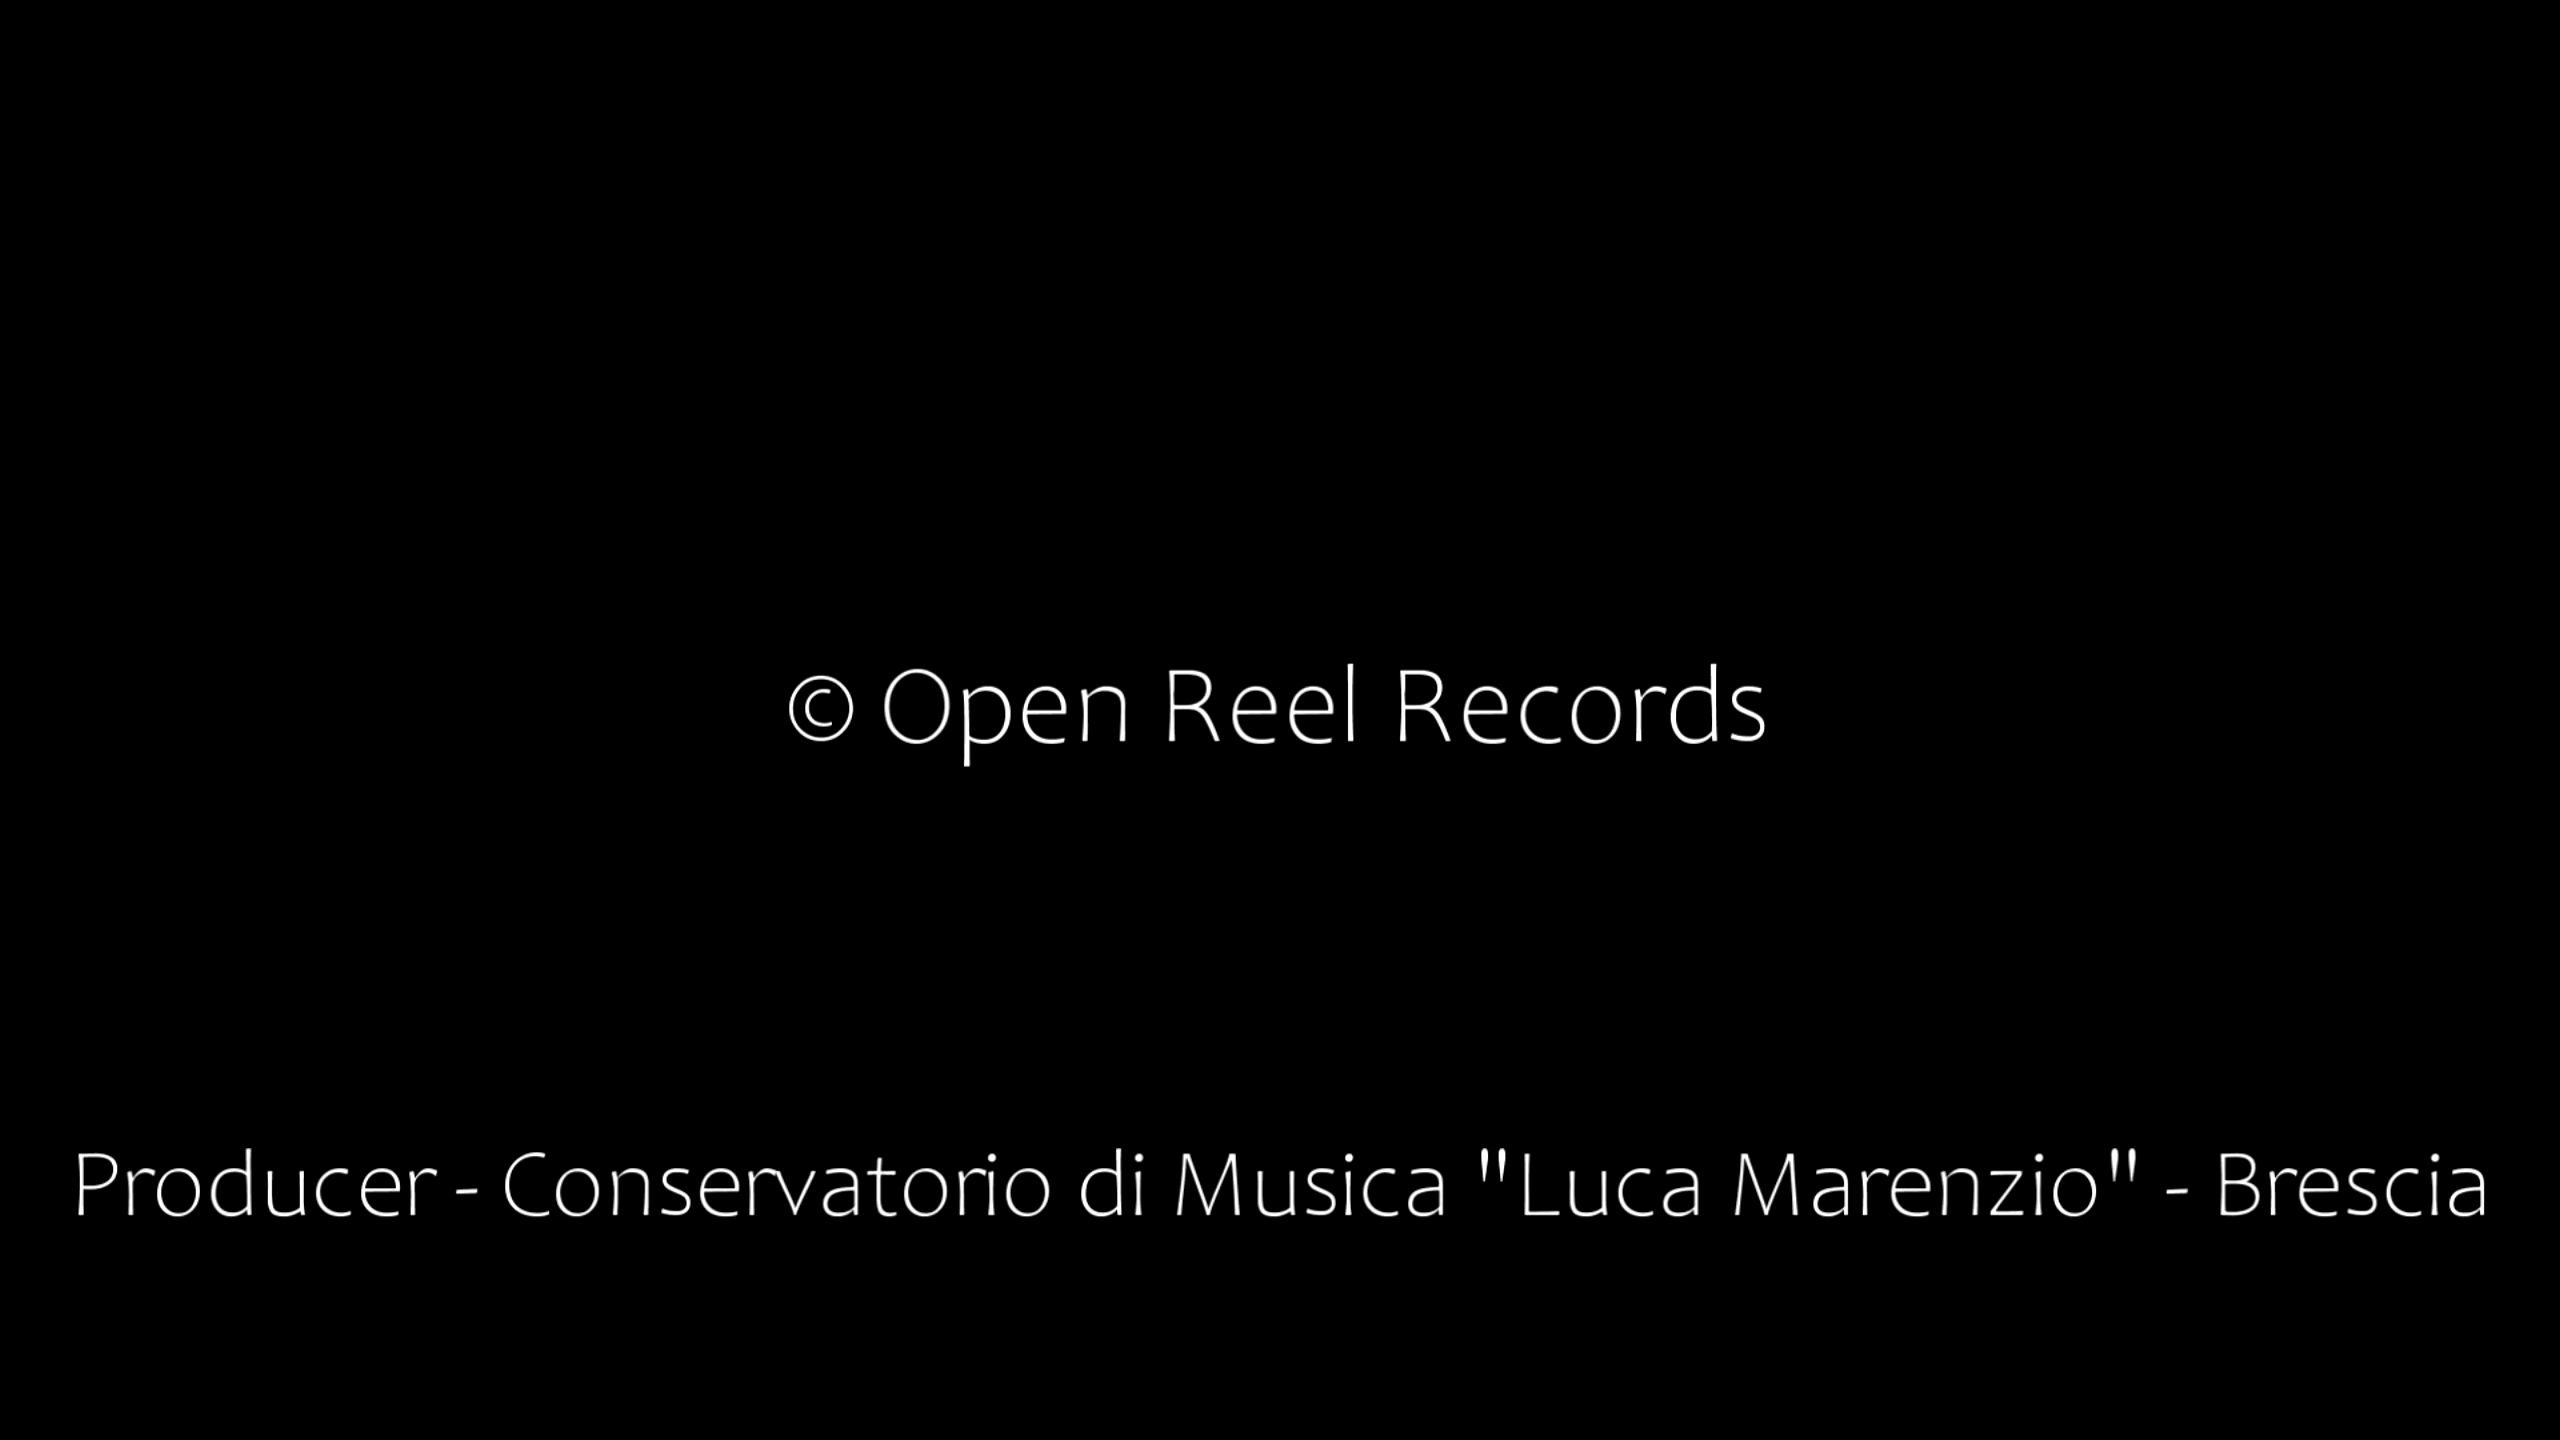 © Open Reel Records
Producer - Conservatorio di Musica "Luca Marenzio" - Brescia